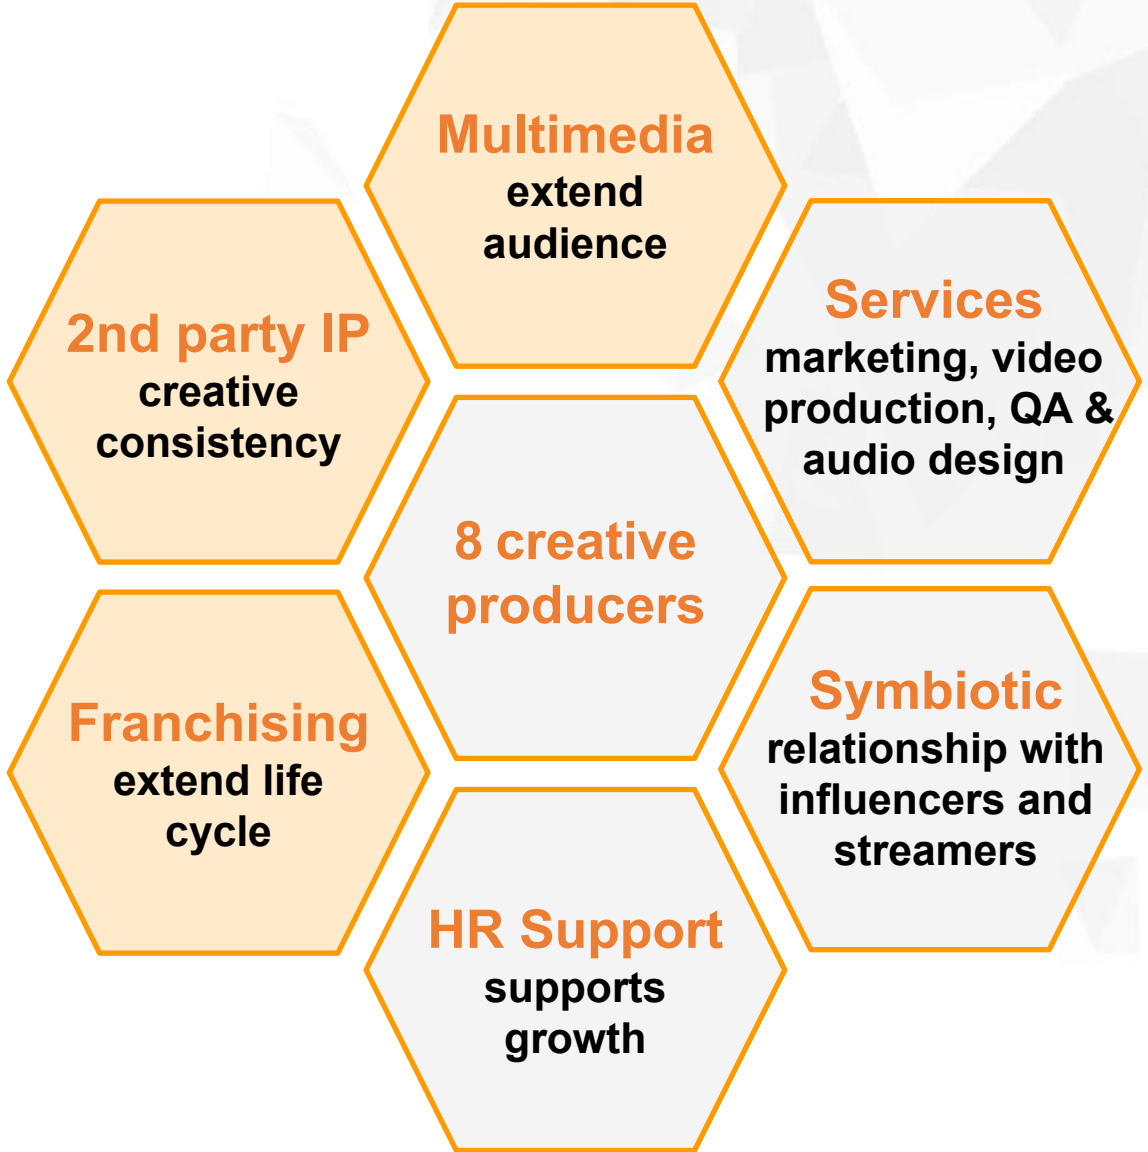 Multimedia
extend
audience
2nd party IP
creative
consistency
Services
marketing, video
production, QA &
audio design
8 creative
producers
Franchising
extend life
cycle
Symbiotic
relationship with
influencers and
streamers
HR Support
supports
growth